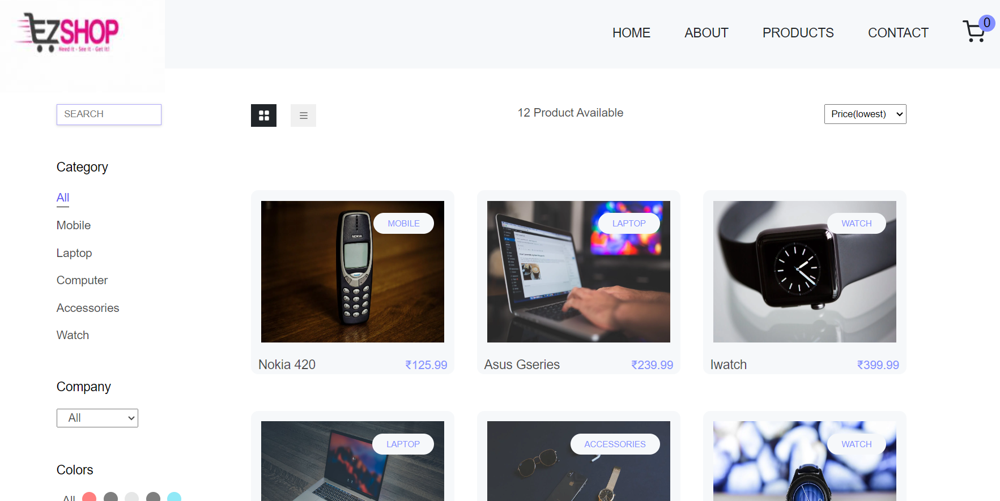 EZSHOP
Need it - See it - Get it!
HOME
ABOUT
PRODUCTS
CONTACT
0
SEARCH
12 Product Available
Price(lowest)
Category
All
Mobile
Laptop
Computer
Accessories
Watch
Company
All
Colors
All
MOBILE
NOKIA
Nokia 420
₹125.99
LAPTOP
Asus Gseries
₹239.99
WATCH
Iwatch
₹399.99
LAPTOP
ACCESSORIES
WATCH